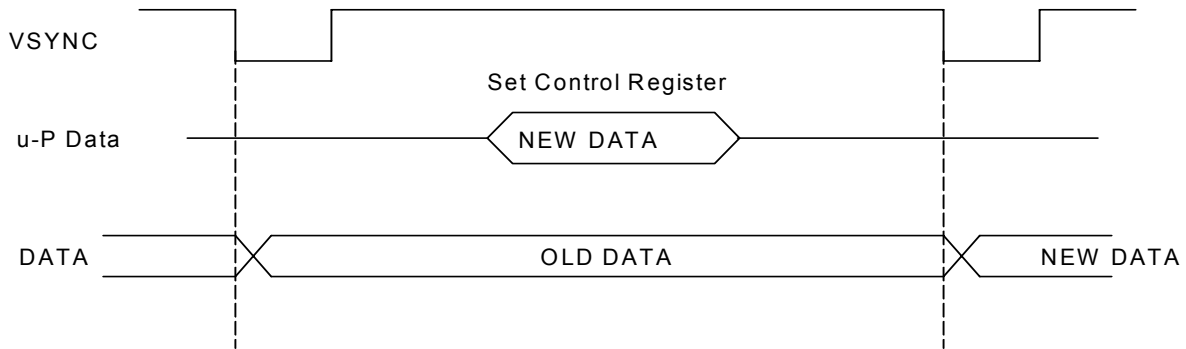 VSYNC
Set Control Register
u-P Data
NEW DATA
DATA
OLD DATA
NEW DATA